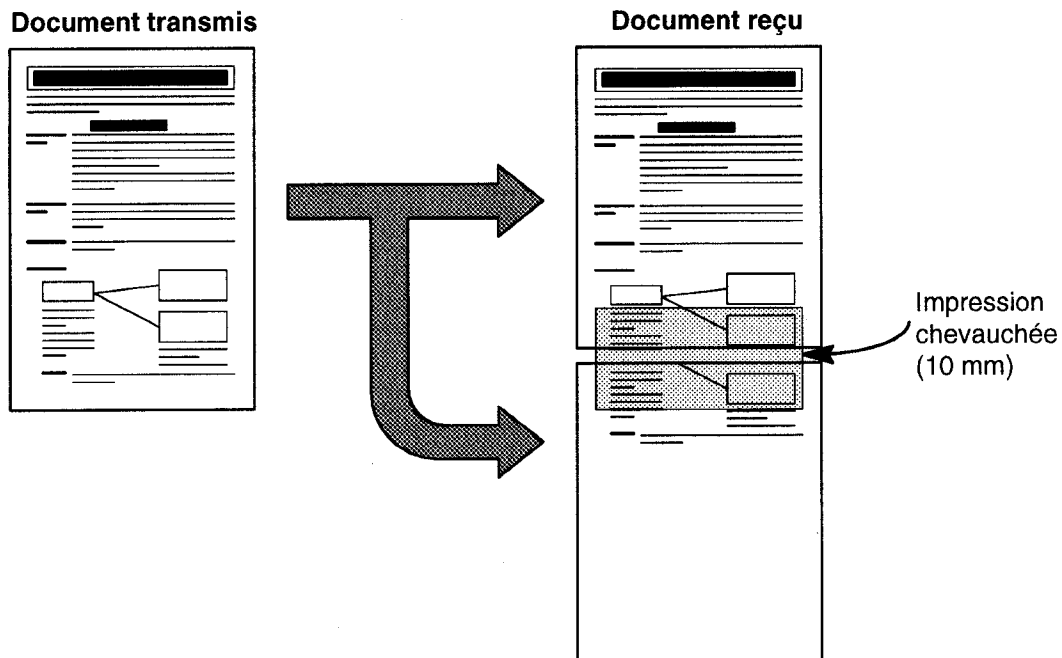 Document transmis
Document reçu
Impression
chevauchée
(10 mm)